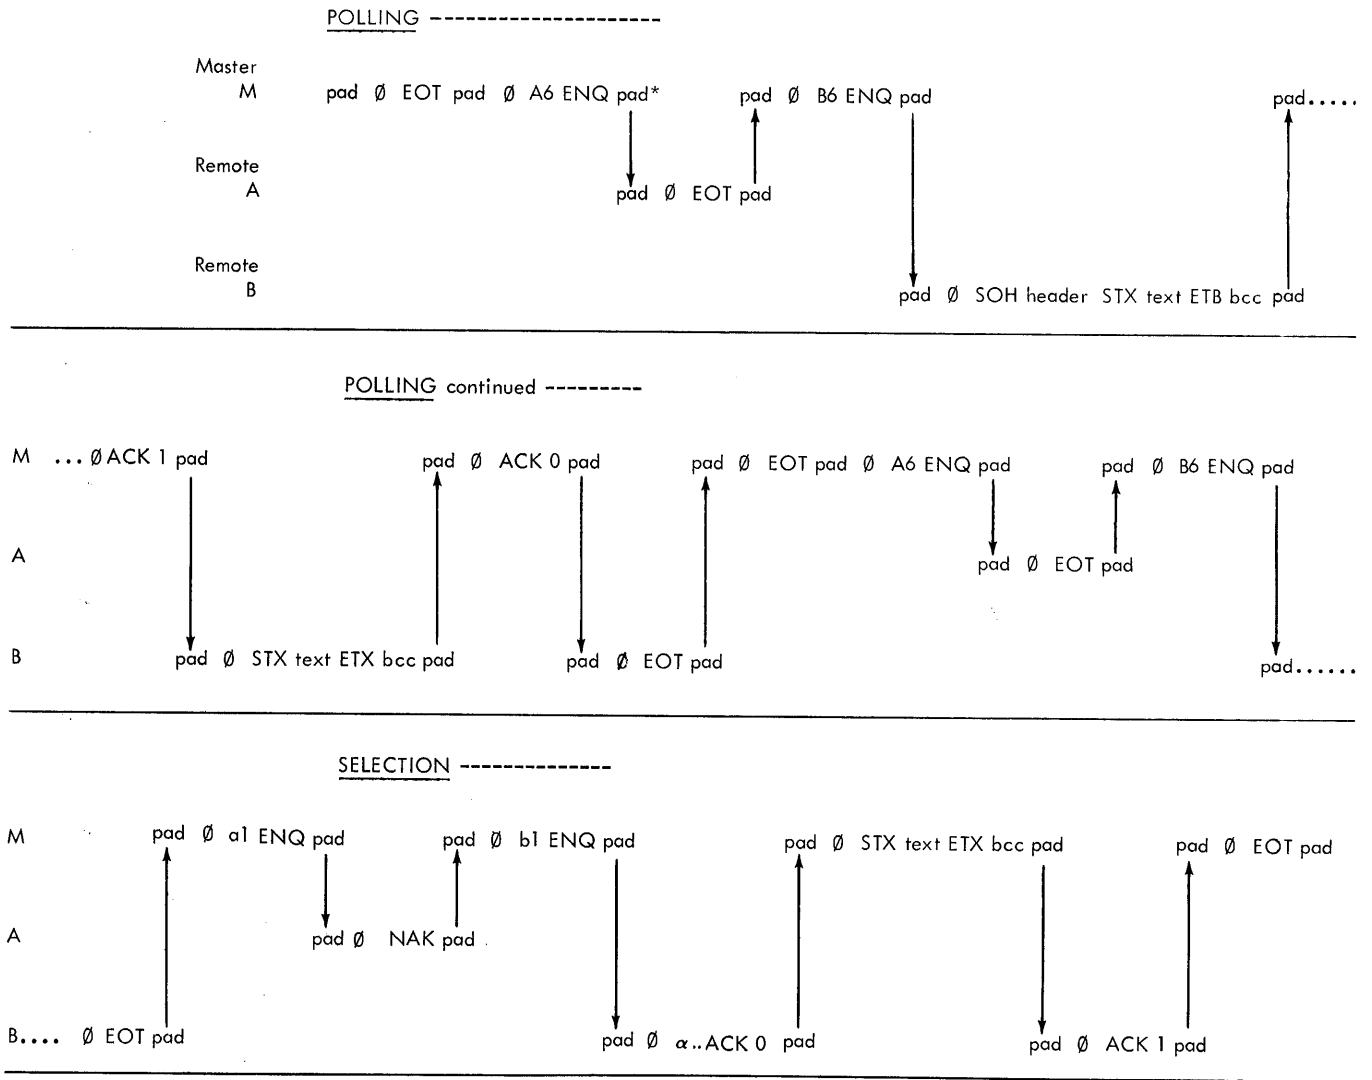 POLLING ---------------------
Master
M pad Ø EOT pad Ø A6 ENQ pad* pad Ø B6 ENQ pad pad.....
Remote
A pad Ø EOT pad
Remote
B pad Ø SOH header STX text ETB bcc pad
POLLING continued ---------
M ... Ø ACK 1 pad pad Ø ACK 0 pad pad Ø EOT pad Ø A6 ENQ pad pad Ø B6 ENQ pad
A pad Ø EOT pad
B pad Ø STX text ETX bcc pad pad Ø EOT pad pad......
SELECTION --------------
M pad Ø a1 ENQ pad pad Ø b1 ENQ pad pad Ø STX text ETX bcc pad pad Ø EOT pad
A pad Ø NAK pad
B.... Ø EOT pad pad Ø α..ACK 0 pad pad Ø ACK 1 pad